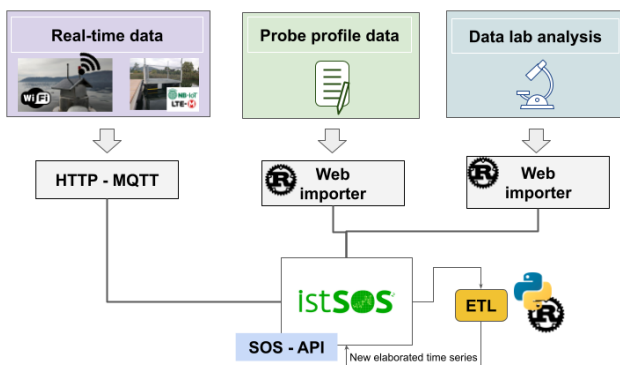 Real-time data
Probe profile data
Data lab analysis
WiFi
NB-IoT
LTE-M
HTTP - MQTT
R
Web
importer
R
Web
importer
istSOS
ETL
R
SOS - API
New elaborated time series